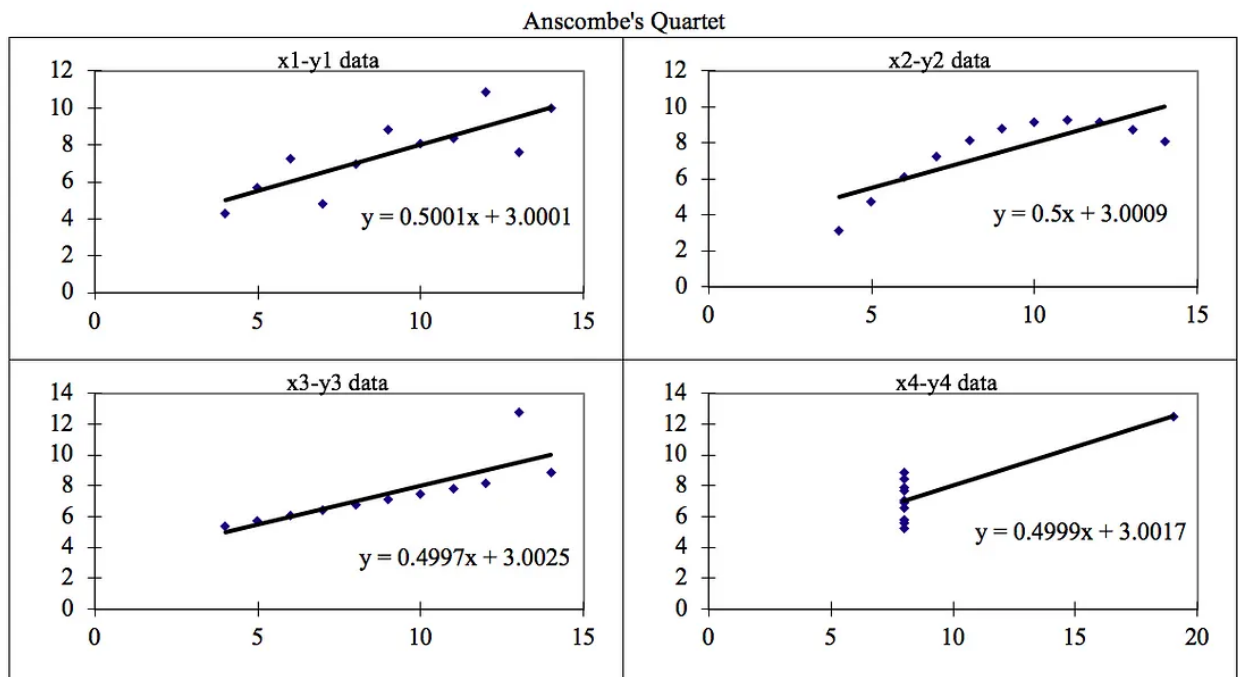 Anscombe's Quartet
x1-y1 data
12
10
8
6
4
2
0
y = 0.5001x + 3.0001
0 5 10 15
x2-y2 data
12
10
8
6
4
2
0
y = 0.5x + 3.0009
0 5 10 15
x3-y3 data
14
12
10
8
6
4
2
0
y = 0.4997x + 3.0025
0 5 10 15
x4-y4 data
14
12
10
8
6
4
2
0
y = 0.4999x + 3.0017
0 5 10 15 20